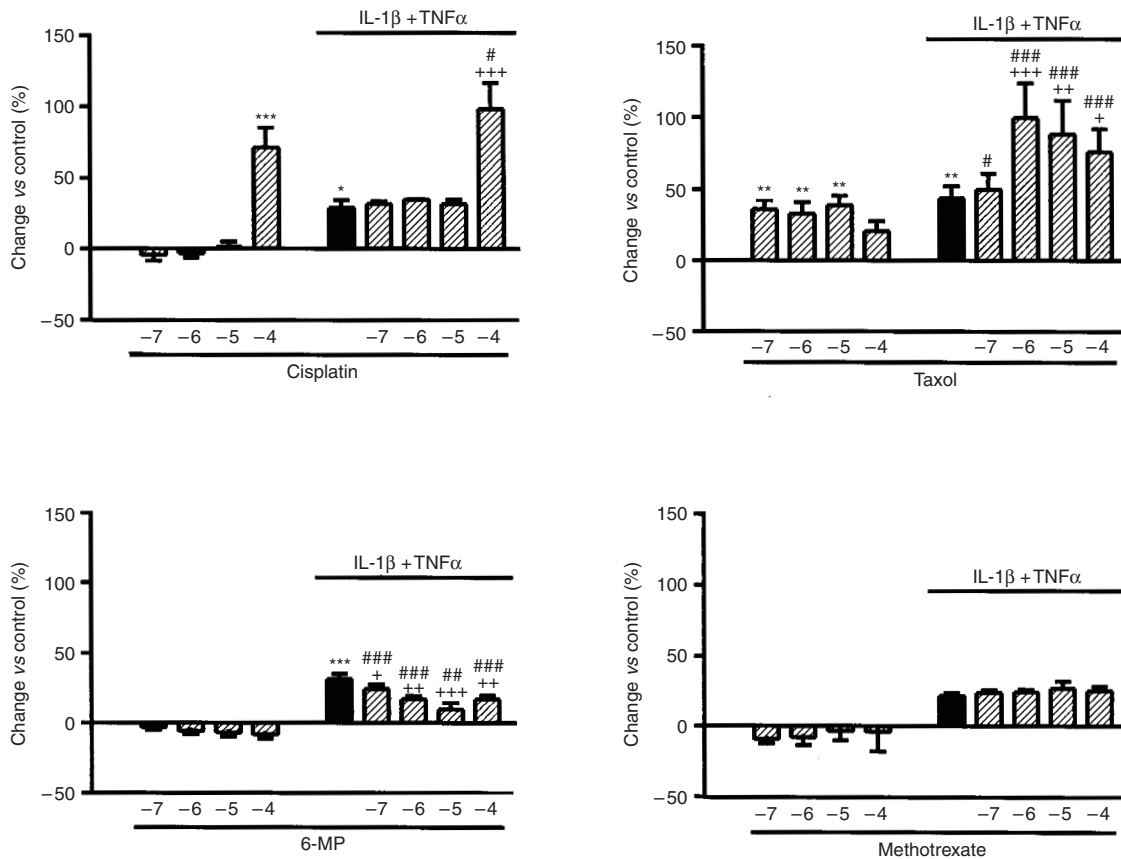 IL-1β + TNFα
150
100
50
0
−50
Change vs control (%)
***
*
#
+++
−7 −6 −5 −4 −7 −6 −5 −4
Cisplatin
IL-1β + TNFα
150
100
50
0
−50
Change vs control (%)
** ** **
**
#
###
+++
###
++
###
+
−7 −6 −5 −4 −7 −6 −5 −4
Taxol
IL-1β + TNFα
150
100
50
0
−50
Change vs control (%)
***
###
+
###
++
##
+++
###
++
−7 −6 −5 −4 −7 −6 −5 −4
6-MP
IL-1β + TNFα
150
100
50
0
−50
Change vs control (%)
−7 −6 −5 −4 −7 −6 −5 −4
Methotrexate